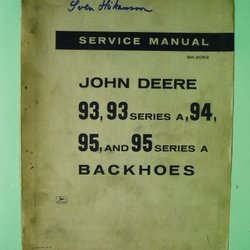 Sven Håkansson
SERVICE MANUAL
SM-2062
JOHN DEERE
93, 93 SERIES A, 94,
95, AND 95 SERIES A
BACKHOES